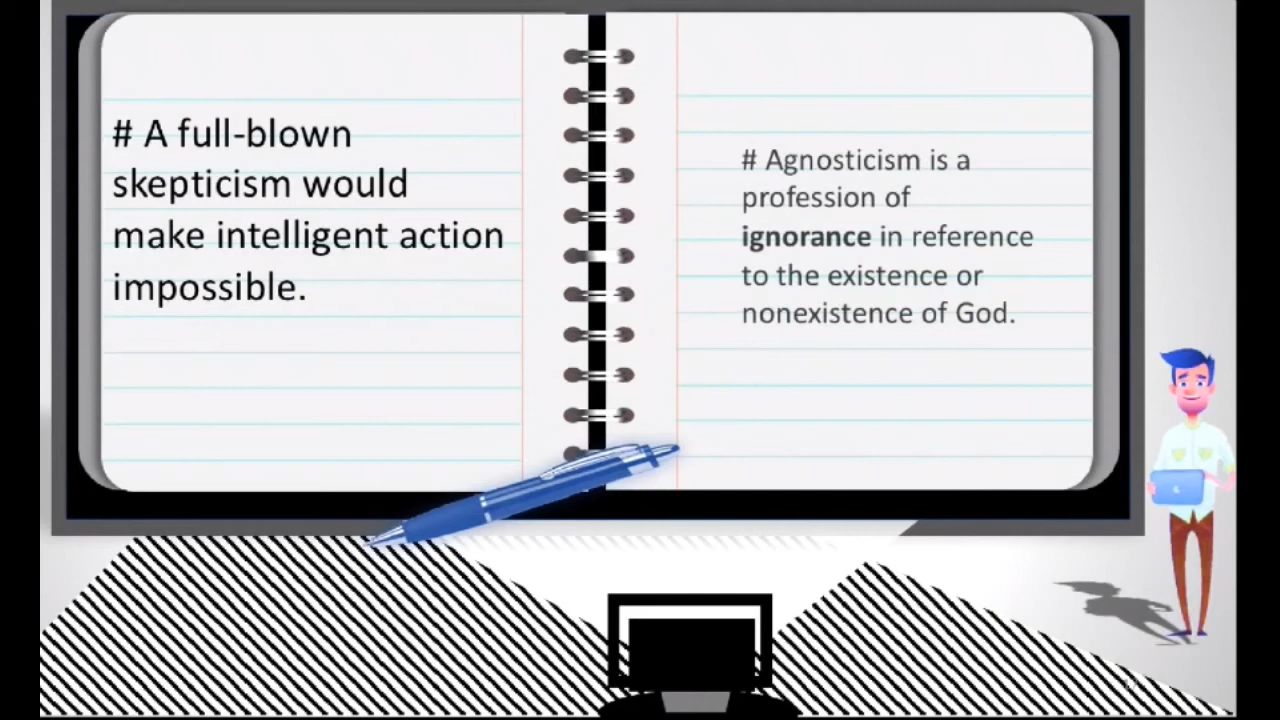 # A full-blown
skepticism would
make intelligent action
impossible.
# Agnosticism is a
profession of
ignorance in reference
to the existence or
nonexistence of God.